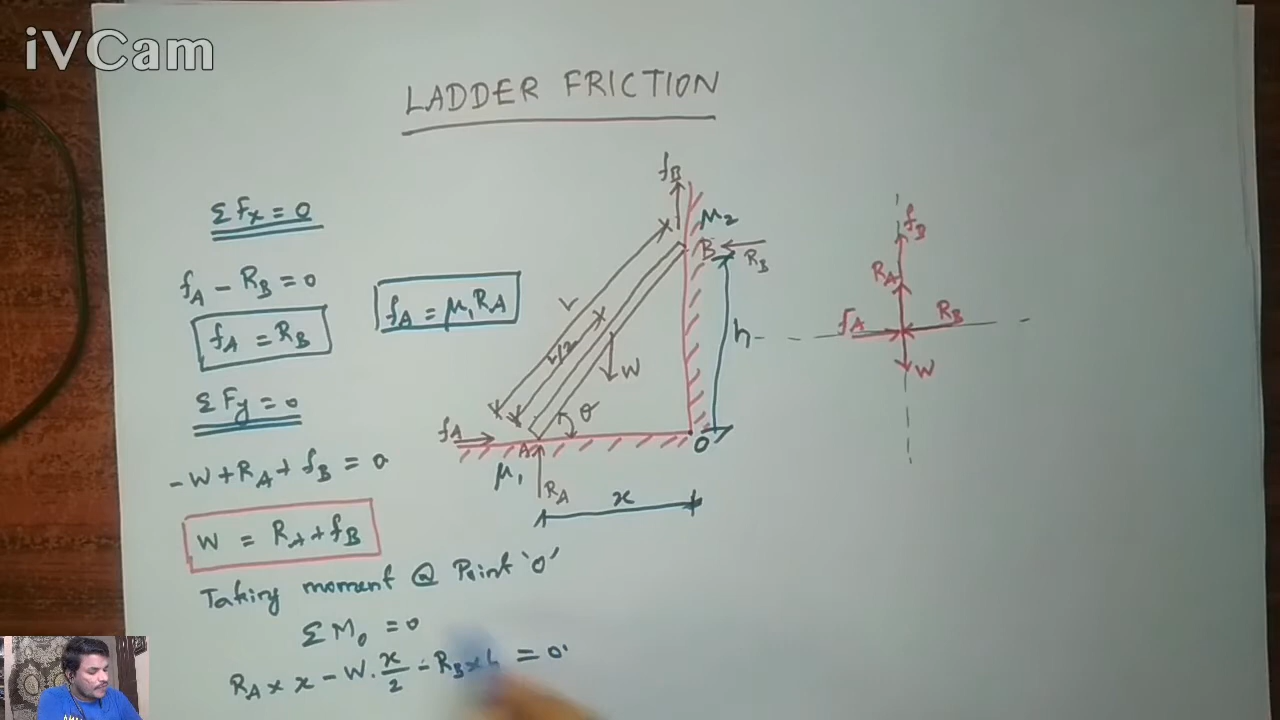 iVCam
LADDER FRICTION
ΣFx = 0
fA - RB = 0
fA = RB
fA = μ1RA
ΣFy = 0
-W + RA + fB = 0
W = RA + fB
Taking moment @ Point 'O'
ΣMO = 0
RA × x - W. x/2 - RB × h = 0
fB
μ2
B
RB
L
L/2
W
h
θ
fA
A
O
μ1
RA
x
fB
RA
fA
RB
W